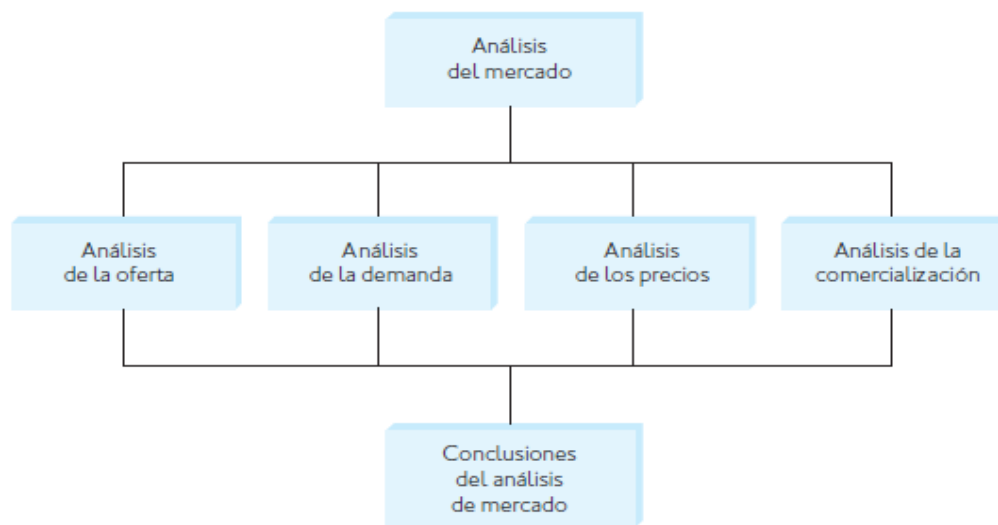 Análisis
del mercado
Análisis
de la oferta
Análisis
de la demanda
Análisis
de los precios
Análisis de la
comercialización
Conclusiones
del análisis
de mercado